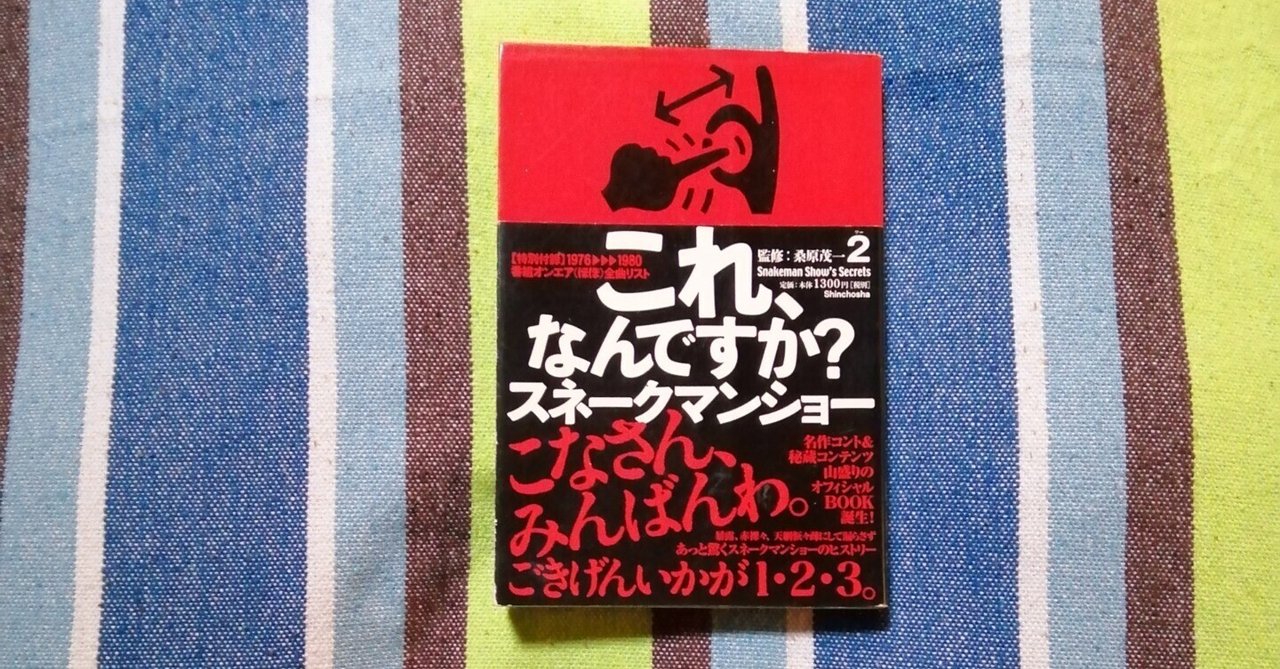 【特別付録】1976▶▶▶1980
番組オンエア(ほぼ)全曲リスト
監修:桑原茂一2
ツー
Snakeman Show's Secrets
定価:本体1300円[税別]
Shinchosha
これ、
なんですか?
スネークマンショー
こなさん、
みんばんわ。
名作コント&
秘蔵コンテンツ
山盛りの
オフィシャル
BOOK
誕生!
あっと驚くスネークマンショーのヒストリー
ごきげんいかが1・2・3。